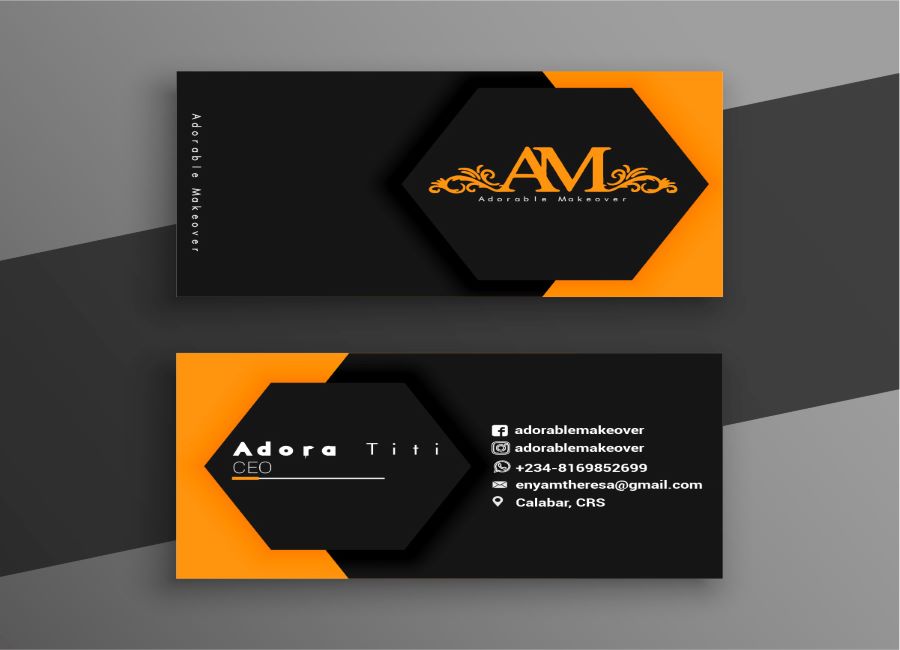 Adorable Makeover
AM
Adorable Makeover
Adora Titi
CEO
adorablemakeover
adorablemakeover
+234-8169852699
enyamtheresa@gmail.com
Calabar, CRS